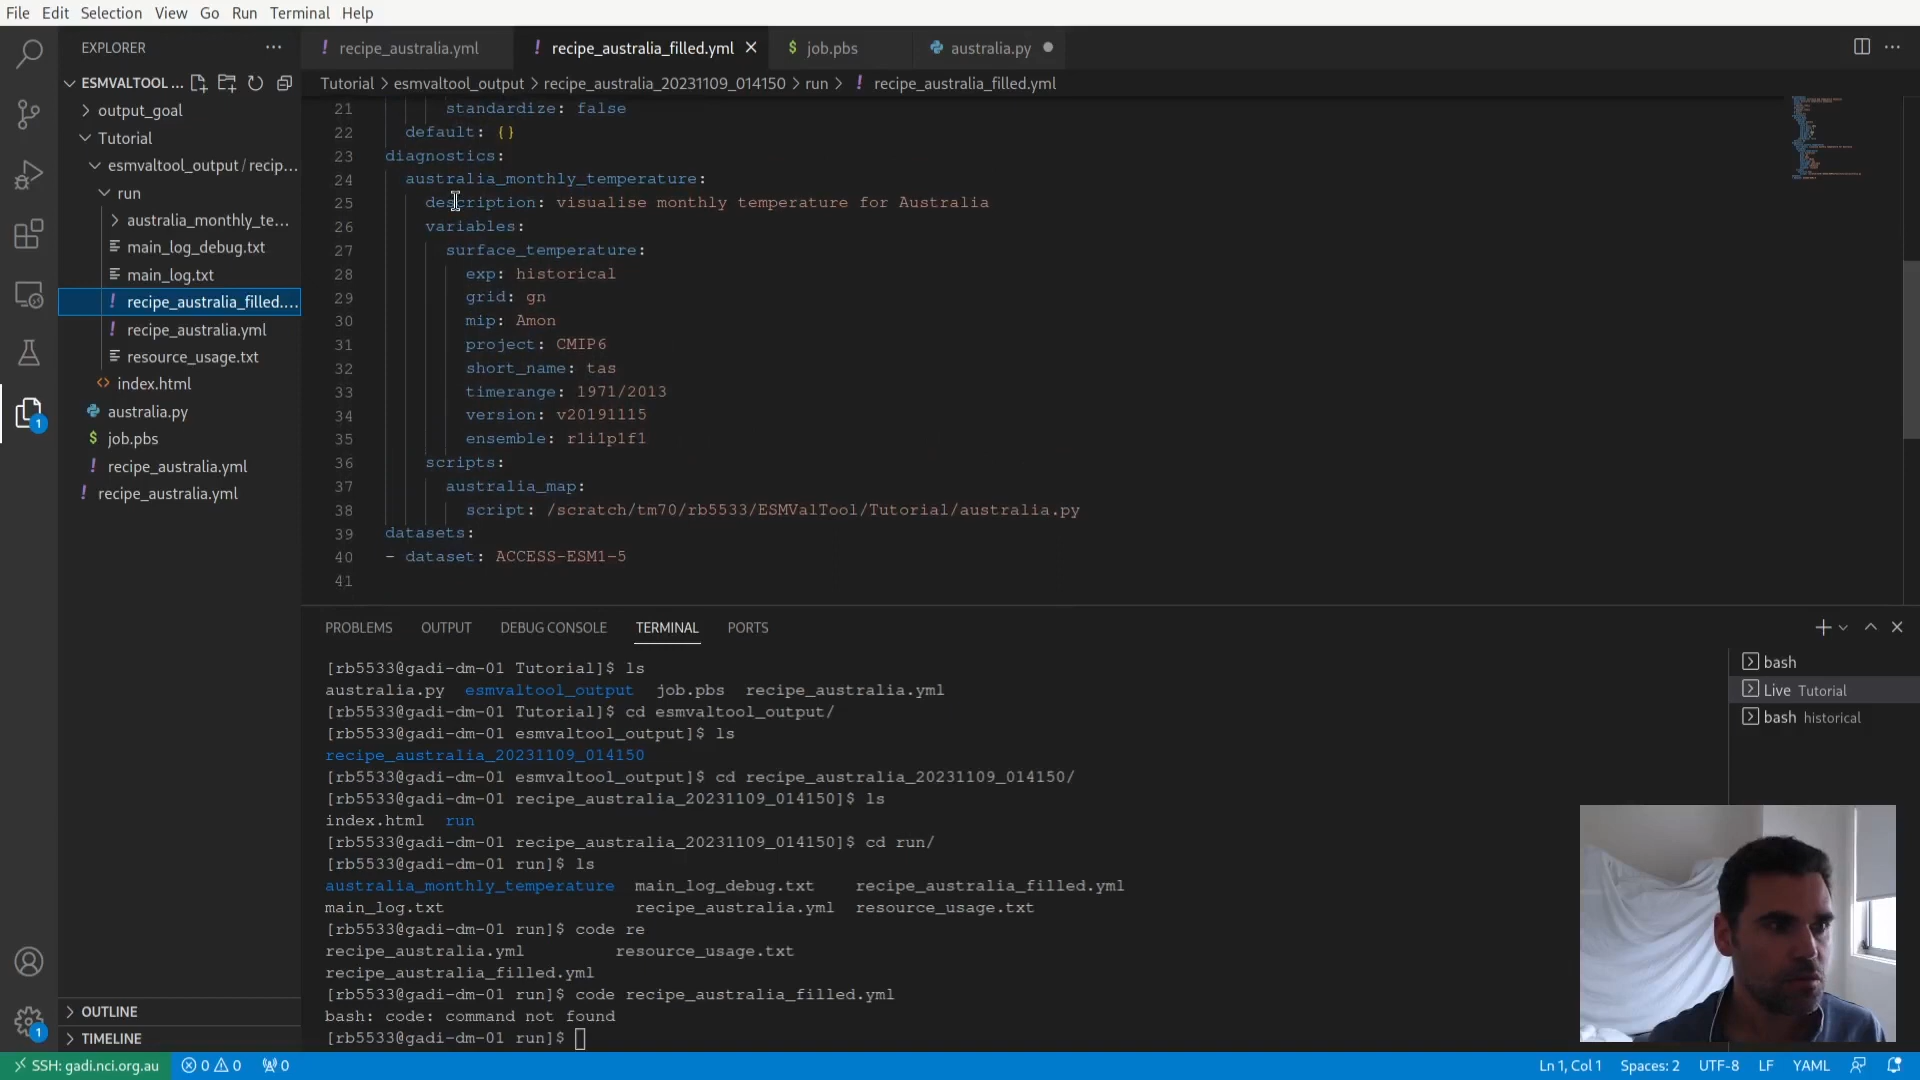 File Edit Selection View Go Run Terminal Help
EXPLORER
recipe_australia.yml
recipe_australia_filled.yml
job.pbs
australia.py
ESMVALTOOL ...
Tutorial > esmvaltool_output > recipe_australia_20231109_014150 > run > ! recipe_australia_filled.yml
output_goal
Tutorial
esmvaltool_output / recip...
run
australia_monthly_te...
main_log_debug.txt
main_log.txt
! recipe_australia_filled....
! recipe_australia.yml
resource_usage.txt
<> index.html
australia.py
$ job.pbs
! recipe_australia.yml
! recipe_australia.yml
OUTLINE
TIMELINE
21 standardize: false
22 default: {}
23 diagnostics:
24 australia_monthly_temperature:
25 description: visualise monthly temperature for Australia
26 variables:
27 surface_temperature:
28 exp: historical
29 grid: gn
30 mip: Amon
31 project: CMIP6
32 short_name: tas
33 timerange: 1971/2013
34 version: v20191115
35 ensemble: r1i1p1f1
36 scripts:
37 australia_map:
38 script: /scratch/tm70/rb5533/ESMValTool/Tutorial/australia.py
39 datasets:
40 - dataset: ACCESS-ESM1-5
41
PROBLEMS OUTPUT DEBUG CONSOLE TERMINAL PORTS
[rb5533@gadi-dm-01 Tutorial]$ ls
australia.py esmvaltool_output job.pbs recipe_australia.yml
[rb5533@gadi-dm-01 Tutorial]$ cd esmvaltool_output/
[rb5533@gadi-dm-01 esmvaltool_output]$ ls
recipe_australia_20231109_014150
[rb5533@gadi-dm-01 esmvaltool_output]$ cd recipe_australia_20231109_014150/
[rb5533@gadi-dm-01 recipe_australia_20231109_014150]$ ls
index.html run
[rb5533@gadi-dm-01 recipe_australia_20231109_014150]$ cd run/
[rb5533@gadi-dm-01 run]$ ls
australia_monthly_temperature main_log_debug.txt recipe_australia_filled.yml
main_log.txt recipe_australia.yml resource_usage.txt
[rb5533@gadi-dm-01 run]$ code re
recipe_australia.yml resource_usage.txt
recipe_australia_filled.yml
[rb5533@gadi-dm-01 run]$ code recipe_australia_filled.yml
bash: code: command not found
[rb5533@gadi-dm-01 run]$
bash
Live Tutorial
bash historical
1
1
SSH: gadi.nci.org.au 0 0 0 Ln 1, Col 1 Spaces: 2 UTF-8 LF YAML